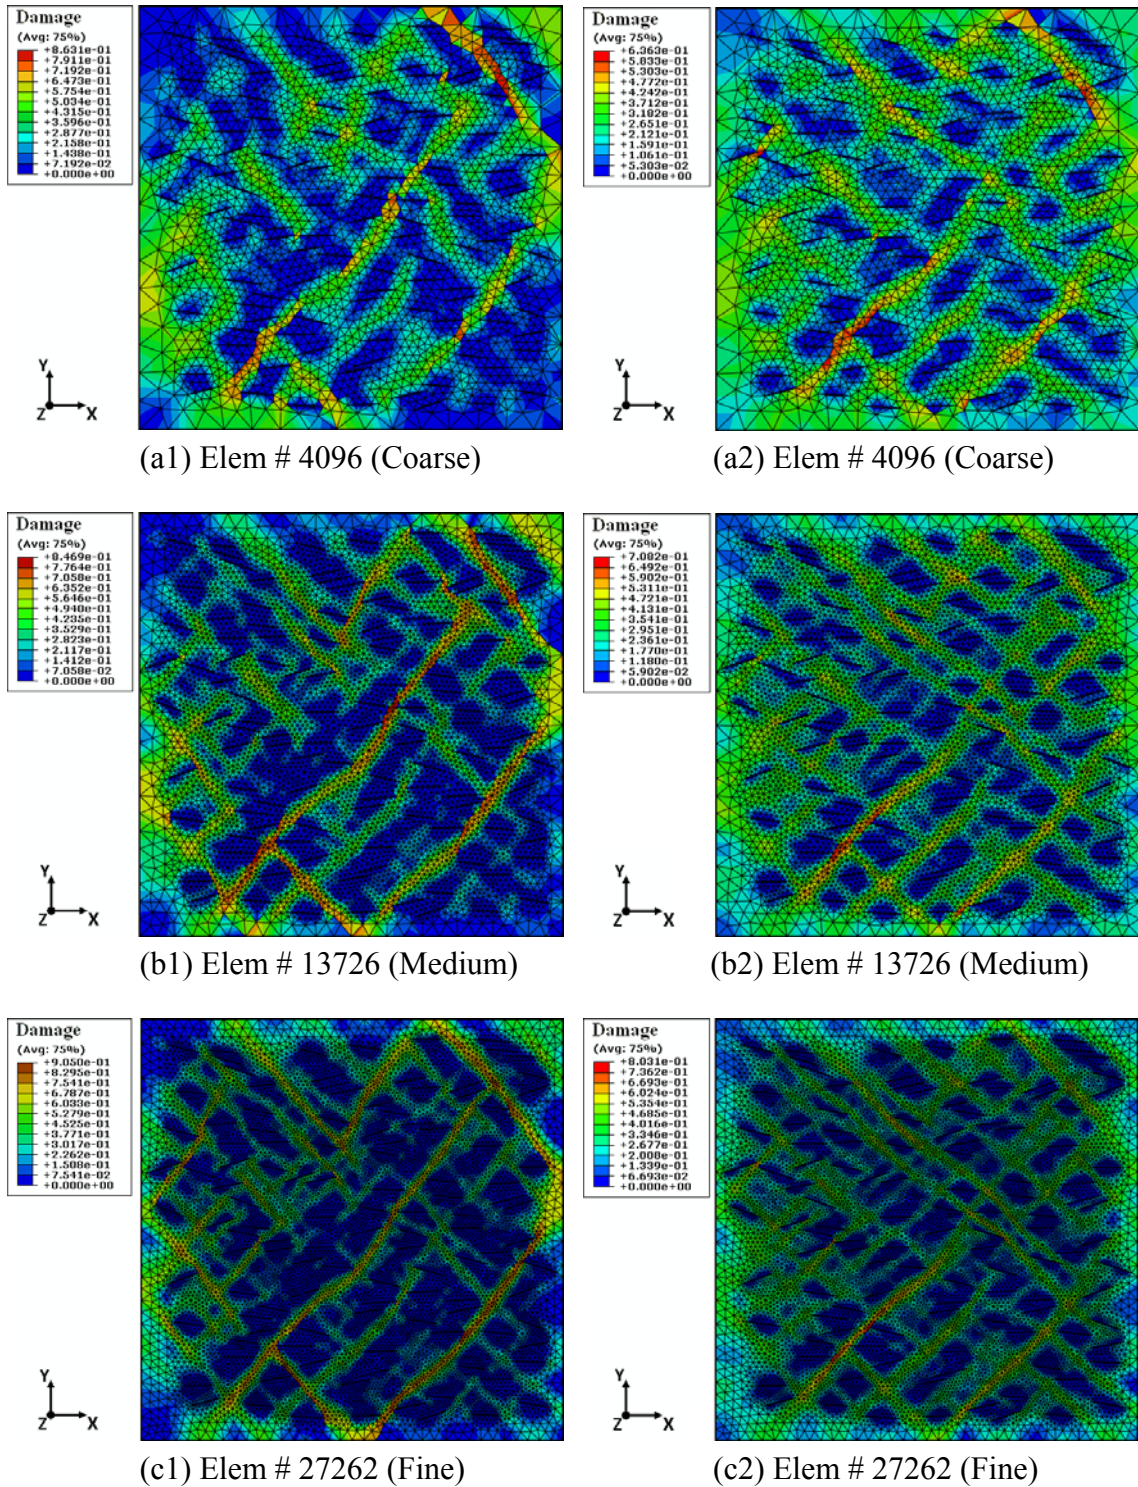 Damage
(Avg: 75%)
+8.631e-01
+7.911e-01
+7.192e-01
+6.473e-01
+5.754e-01
+5.034e-01
+4.315e-01
+3.596e-01
+2.877e-01
+2.158e-01
+1.438e-01
+7.192e-02
+0.000e+00
Y
Z X
(a1) Elem # 4096 (Coarse)
Damage
(Avg: 75%)
+6.363e-01
+5.833e-01
+5.303e-01
+4.772e-01
+4.242e-01
+3.712e-01
+3.182e-01
+2.651e-01
+2.121e-01
+1.591e-01
+1.061e-01
+5.303e-02
+0.000e+00
Y
Z X
(a2) Elem # 4096 (Coarse)
Damage
(Avg: 75%)
+8.469e-01
+7.764e-01
+7.058e-01
+6.352e-01
+5.646e-01
+4.940e-01
+4.235e-01
+3.529e-01
+2.823e-01
+2.117e-01
+1.412e-01
+7.058e-02
+0.000e+00
Y
Z X
(b1) Elem # 13726 (Medium)
Damage
(Avg: 75%)
+7.082e-01
+6.492e-01
+5.902e-01
+5.311e-01
+4.721e-01
+4.131e-01
+3.541e-01
+2.951e-01
+2.361e-01
+1.770e-01
+1.180e-01
+5.902e-02
+0.000e+00
Y
Z X
(b2) Elem # 13726 (Medium)
Damage
(Avg: 75%)
+9.050e-01
+8.295e-01
+7.541e-01
+6.787e-01
+6.033e-01
+5.279e-01
+4.525e-01
+3.771e-01
+3.017e-01
+2.262e-01
+1.508e-01
+7.541e-02
+0.000e+00
Y
Z X
(c1) Elem # 27262 (Fine)
Damage
(Avg: 75%)
+8.031e-01
+7.362e-01
+6.693e-01
+6.024e-01
+5.354e-01
+4.685e-01
+4.016e-01
+3.346e-01
+2.677e-01
+2.008e-01
+1.339e-01
+6.693e-02
+0.000e+00
Y
Z X
(c2) Elem # 27262 (Fine)